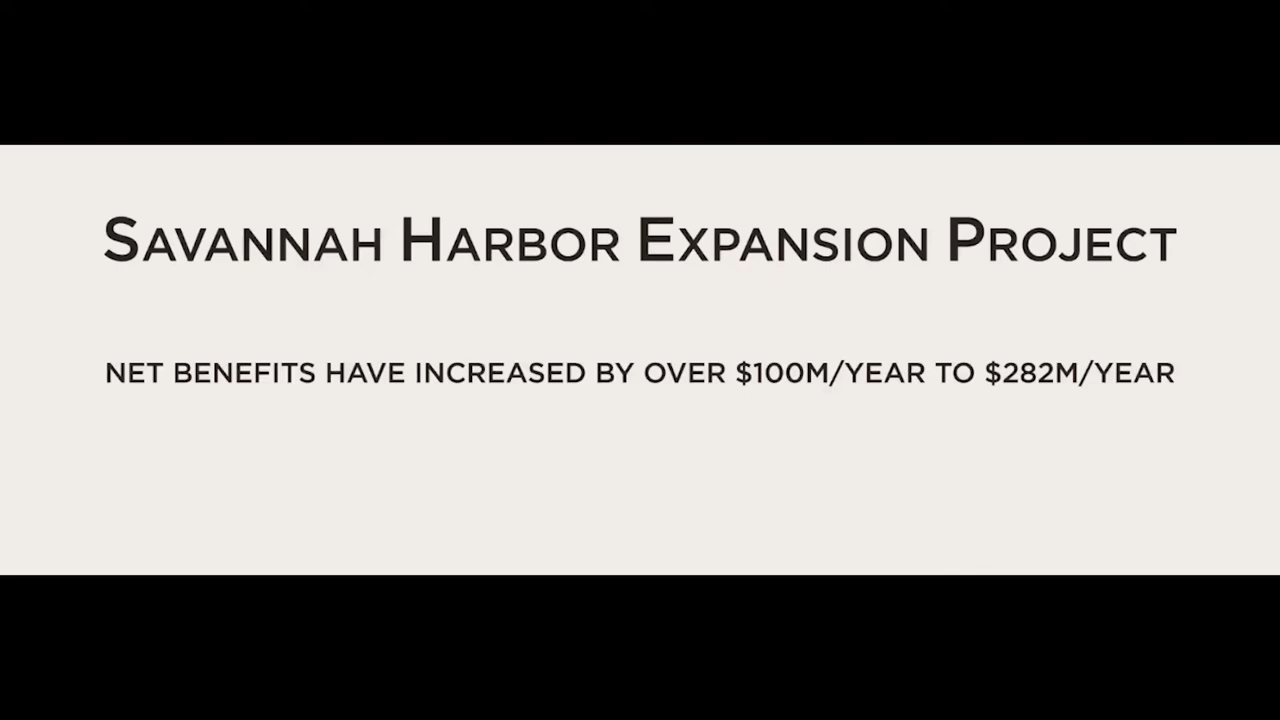 SAVANNAH HARBOR EXPANSION PROJECT
NET BENEFITS HAVE INCREASED BY OVER $100M/YEAR TO $282M/YEAR